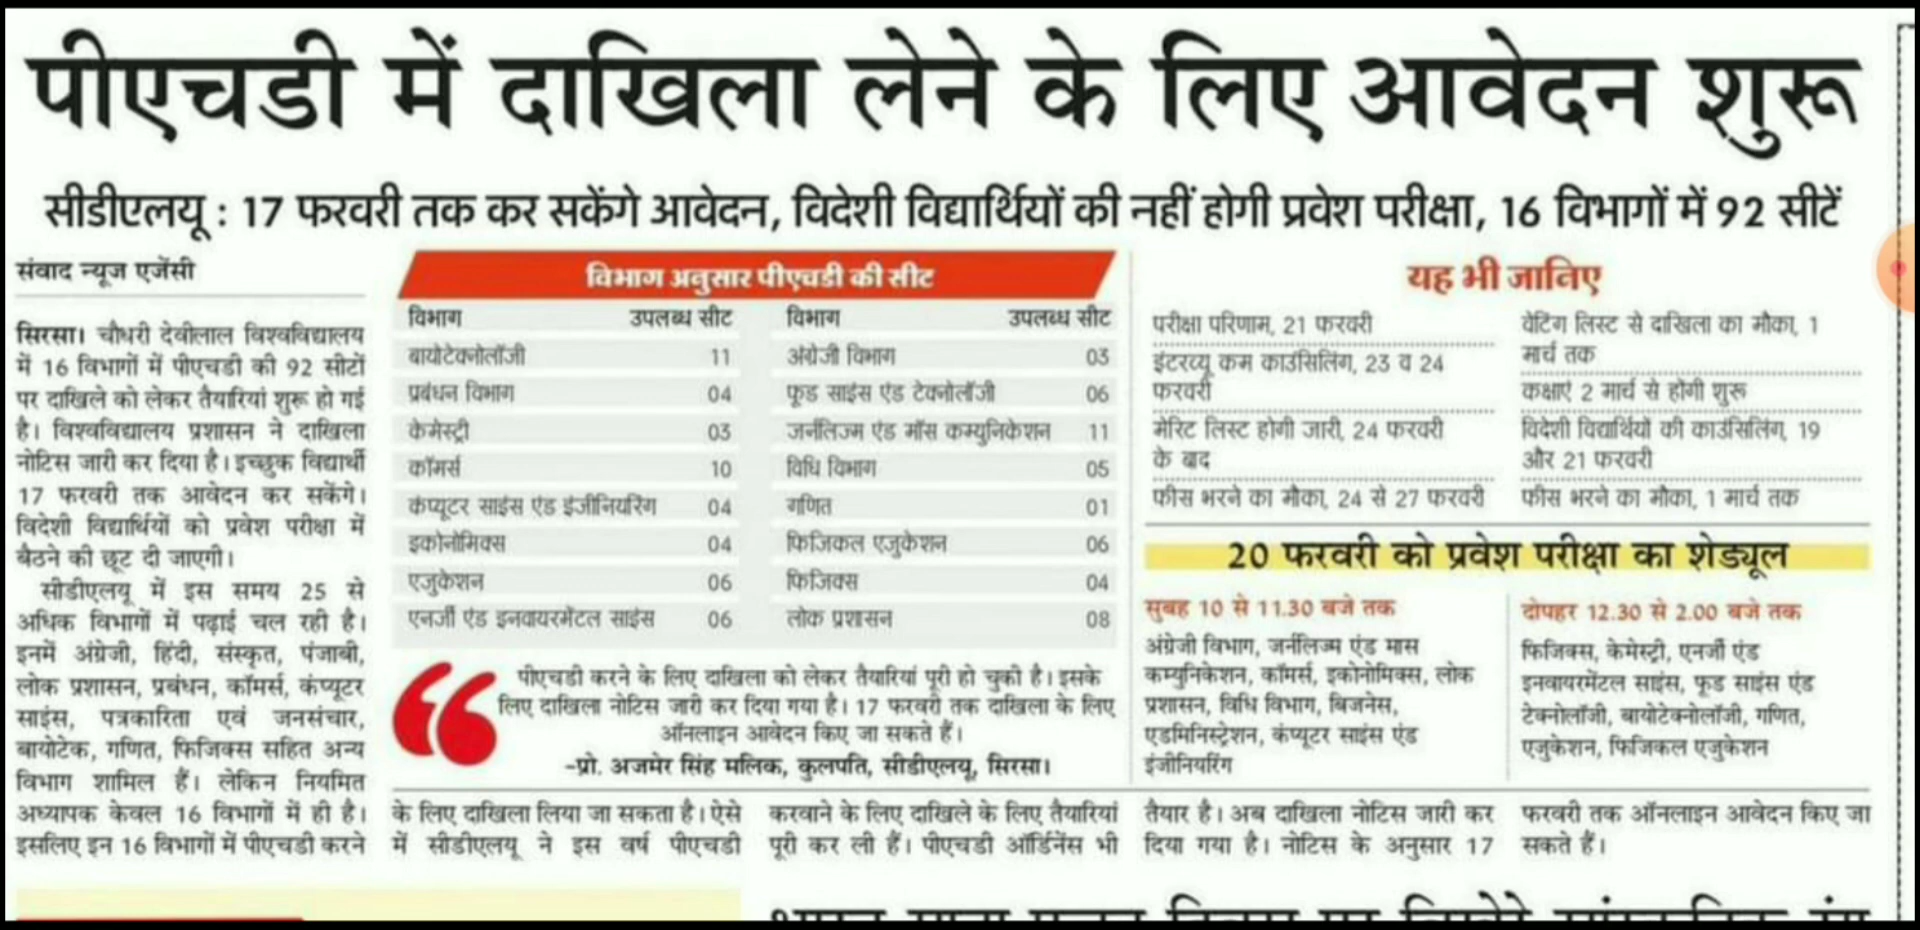 पीएचडी में दाखिला लेने के लिए आवेदन शुरू
सीडीएलयू : 17 फरवरी तक कर सकेंगे आवेदन, विदेशी विद्यार्थियों की नहीं होगी प्रवेश परीक्षा, 16 विभागों में 92 सीटें
संवाद न्यूज एजेंसी
सिरसा। चौधरी देवीलाल विश्वविद्यालय
में 16 विभागों में पीएचडी की 92 सीटों
पर दाखिले को लेकर तैयारियां शुरू हो गई
है। विश्वविद्यालय प्रशासन ने दाखिला
नोटिस जारी कर दिया है। इच्छुक विद्यार्थी
17 फरवरी तक आवेदन कर सकेंगे।
विदेशी विद्यार्थियों को प्रवेश परीक्षा में
बैठने की छूट दी जाएगी।
सीडीएलयू में इस समय 25 से
अधिक विभागों में पढ़ाई चल रही है।
इनमें अंग्रेजी, हिंदी, संस्कृत, पंजाबी,
लोक प्रशासन, प्रबंधन, कॉमर्स, कंप्यूटर
साइंस, पत्रकारिता एवं जनसंचार,
बायोटेक, गणित, फिजिक्स सहित अन्य
विभाग शामिल हैं। लेकिन नियमित
अध्यापक केवल 16 विभागों में ही है।
इसलिए इन 16 विभागों में पीएचडी करने
विभाग अनुसार पीएचडी की सीट
विभाग उपलब्ध सीट विभाग उपलब्ध सीट
बायोटेक्नोलॉजी 11 अंग्रेजी विभाग 03
प्रबंधन विभाग 04 फूड साइंस एंड टेक्नोलॉजी 06
केमेस्ट्री 03 जर्नलिज्म एंड मॉस कम्युनिकेशन 11
कॉमर्स 10 विधि विभाग 05
कंप्यूटर साइंस एंड इंजीनियरिंग 04 गणित 01
इकोनोमिक्स 04 फिजिकल एजुकेशन 06
एजुकेशन 06 फिजिक्स 04
एनर्जी एंड इनवायरमेंटल साइंस 06 लोक प्रशासन 08
पीएचडी करने के लिए दाखिला को लेकर तैयारियां पूरी हो चुकी है। इसके
लिए दाखिला नोटिस जारी कर दिया गया है। 17 फरवरी तक दाखिला के लिए
ऑनलाइन आवेदन किए जा सकते हैं।
-प्रो. अजमेर सिंह मलिक, कुलपति, सीडीएलयू, सिरसा।
यह भी जानिए
परीक्षा परिणाम, 21 फरवरी
इंटरव्यू कम काउंसिलिंग, 23 व 24
फरवरी
मेरिट लिस्ट होगी जारी, 24 फरवरी
के बाद
फीस भरने का मौका, 24 से 27 फरवरी
वेटिंग लिस्ट से दाखिला का मौका, 1
मार्च तक
कक्षाएं 2 मार्च से होंगी शुरू
विदेशी विद्यार्थियों की काउंसिलिंग, 19
और 21 फरवरी
फीस भरने का मौका, 1 मार्च तक
20 फरवरी को प्रवेश परीक्षा का शेड्यूल
सुबह 10 से 11.30 बजे तक
अंग्रेजी विभाग, जर्नलिज्म एंड मास
कम्युनिकेशन, कॉमर्स, इकोनोमिक्स, लोक
प्रशासन, विधि विभाग, बिजनेस,
एडमिनिस्ट्रेशन, कंप्यूटर साइंस एंड
इंजीनियरिंग
दोपहर 12.30 से 2.00 बजे तक
फिजिक्स, केमेस्ट्री, एनर्जी एंड
इनवायरमेंटल साइंस, फूड साइंस एंड
टेक्नोलॉजी, बायोटेक्नोलॉजी, गणित,
एजुकेशन, फिजिकल एजुकेशन
के लिए दाखिला लिया जा सकता है। ऐसे
में सीडीएलयू ने इस वर्ष पीएचडी
करवाने के लिए दाखिले के लिए तैयारियां
पूरी कर ली हैं। पीएचडी ऑर्डिनेंस भी
तैयार है। अब दाखिला नोटिस जारी कर
दिया गया है। नोटिस के अनुसार 17
फरवरी तक ऑनलाइन आवेदन किए जा
सकते हैं।